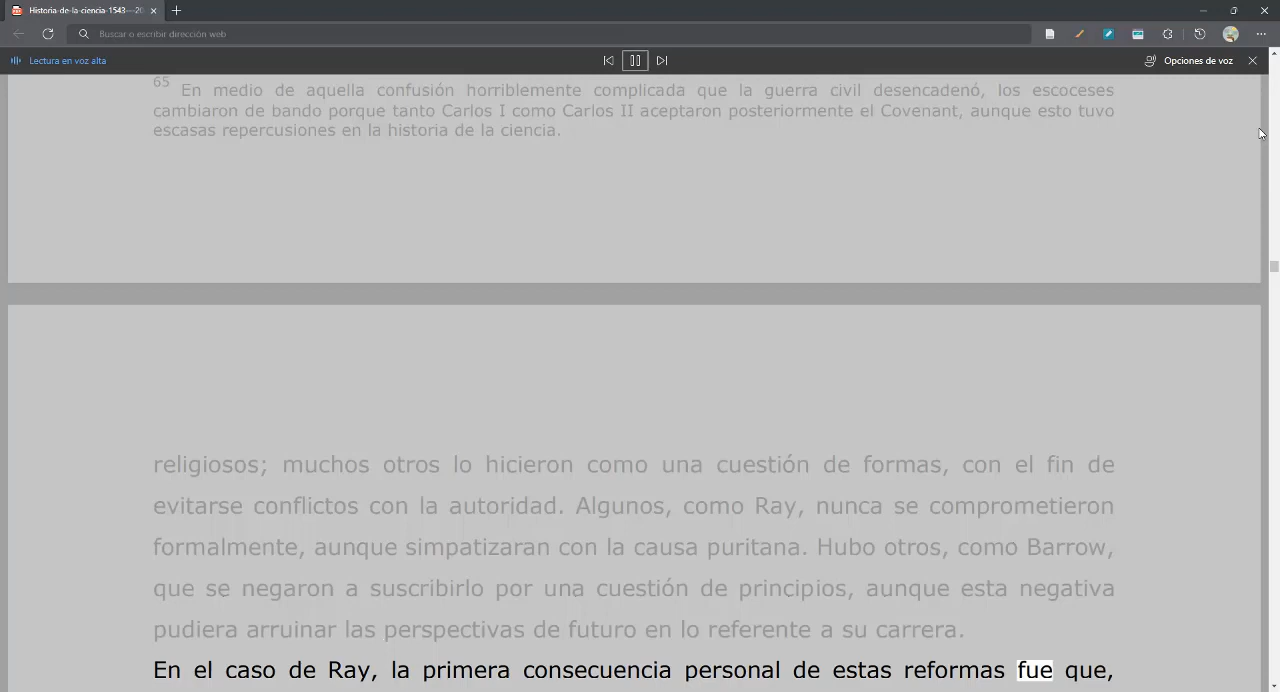 Historia-de-la-ciencia-1543---20
Buscar o escribir dirección web
Lectura en voz alta
Opciones de voz
65 En medio de aquella confusión horriblemente complicada que la guerra civil desencadenó, los escoceses
cambiaron de bando porque tanto Carlos I como Carlos II aceptaron posteriormente el Covenant, aunque esto tuvo
escasas repercusiones en la historia de la ciencia.
religiosos; muchos otros lo hicieron como una cuestión de formas, con el fin de
evitarse conflictos con la autoridad. Algunos, como Ray, nunca se comprometieron
formalmente, aunque simpatizaran con la causa puritana. Hubo otros, como Barrow,
que se negaron a suscribirlo por una cuestión de principios, aunque esta negativa
pudiera arruinar las perspectivas de futuro en lo referente a su carrera.
En el caso de Ray, la primera consecuencia personal de estas reformas fue que,